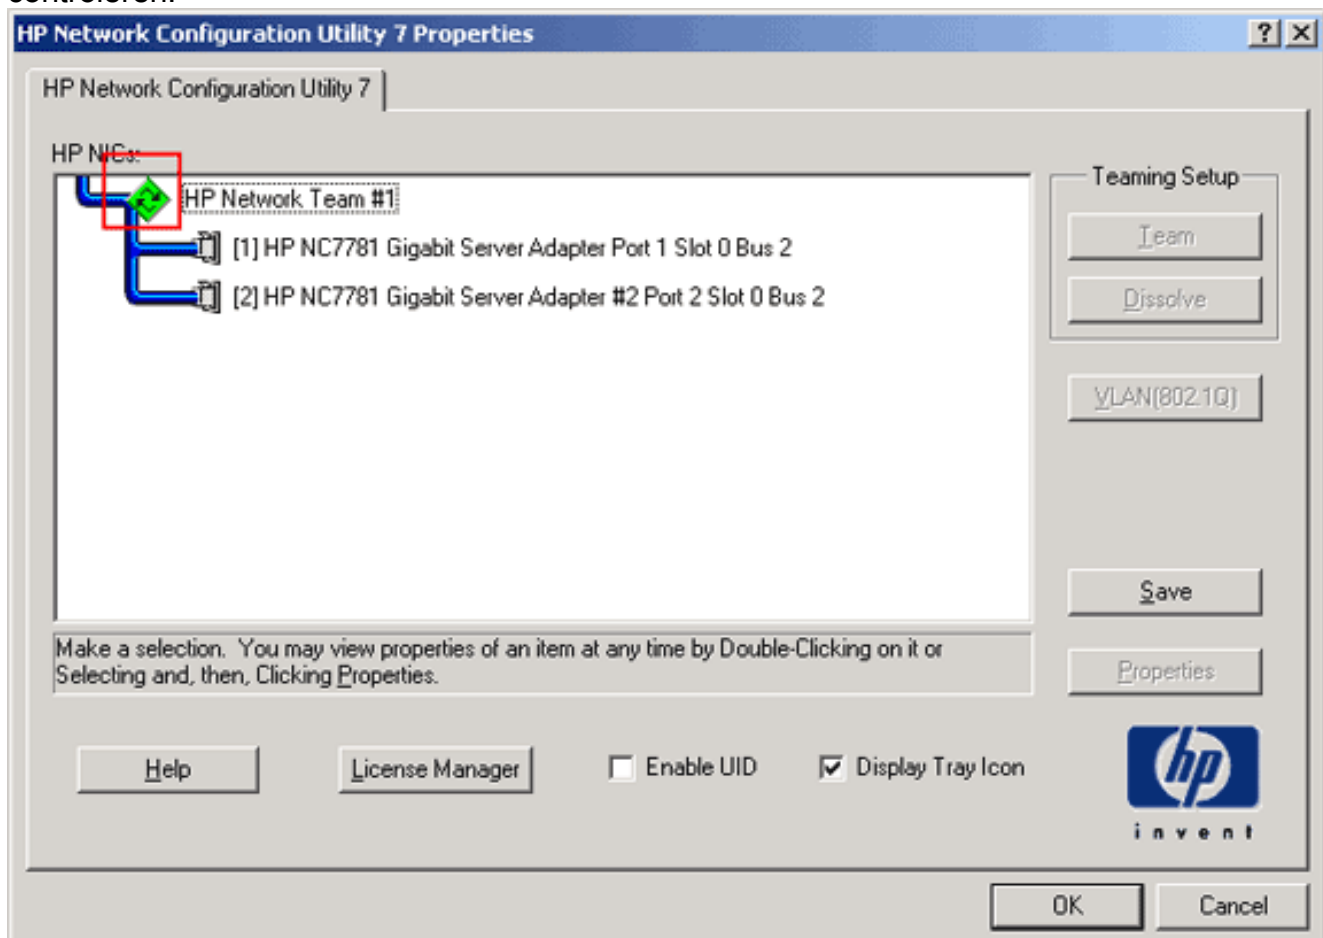 HP Network Configuration Utility 7 Properties
HP Network Configuration Utility 7
HP NICs:
HP Network Team #1
[1] HP NC7781 Gigabit Server Adapter Port 1 Slot 0 Bus 2
[2] HP NC7781 Gigabit Server Adapter #2 Port 2 Slot 0 Bus 2
Teaming Setup
Team
Dissolve
VLAN(802.1Q)
Save
Make a selection. You may view properties of an item at any time by Double-Clicking on it or
Selecting and, then, Clicking Properties.
Properties
Help
License Manager
Enable UID
Display Tray Icon
hp
invent
OK
Cancel